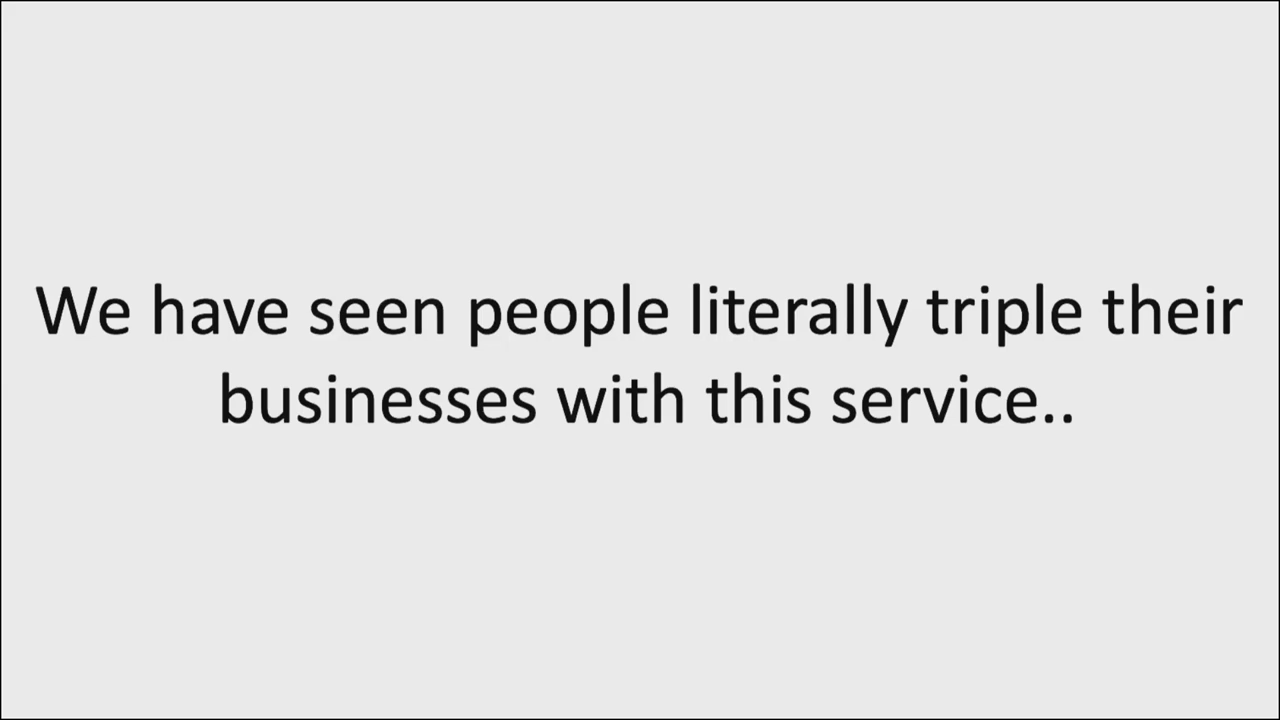 We have seen people literally triple their
businesses with this service..